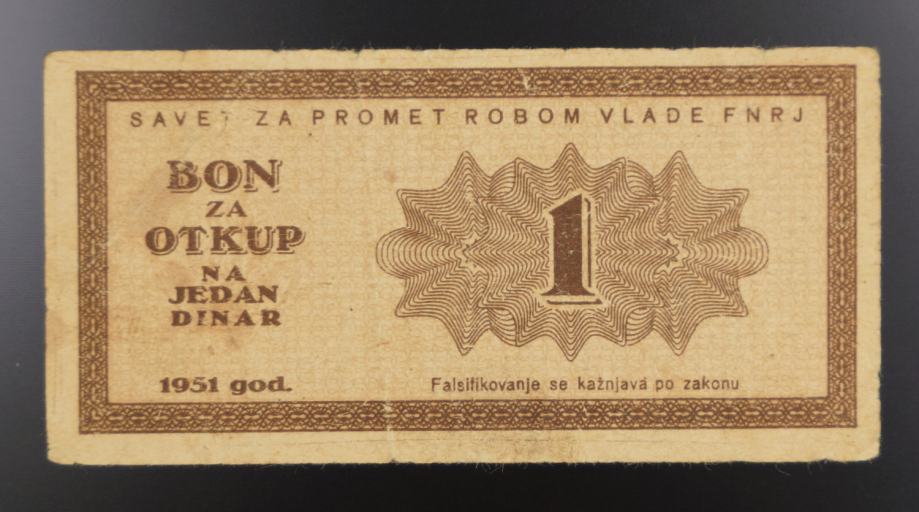 SAVET ZA PROMET ROBOM VLADE FNRJ
BON
ZA
OTKUP
NA
JEDAN
DINAR
1
1951 god.
Falsifikovanje se kažnjava po zakonu